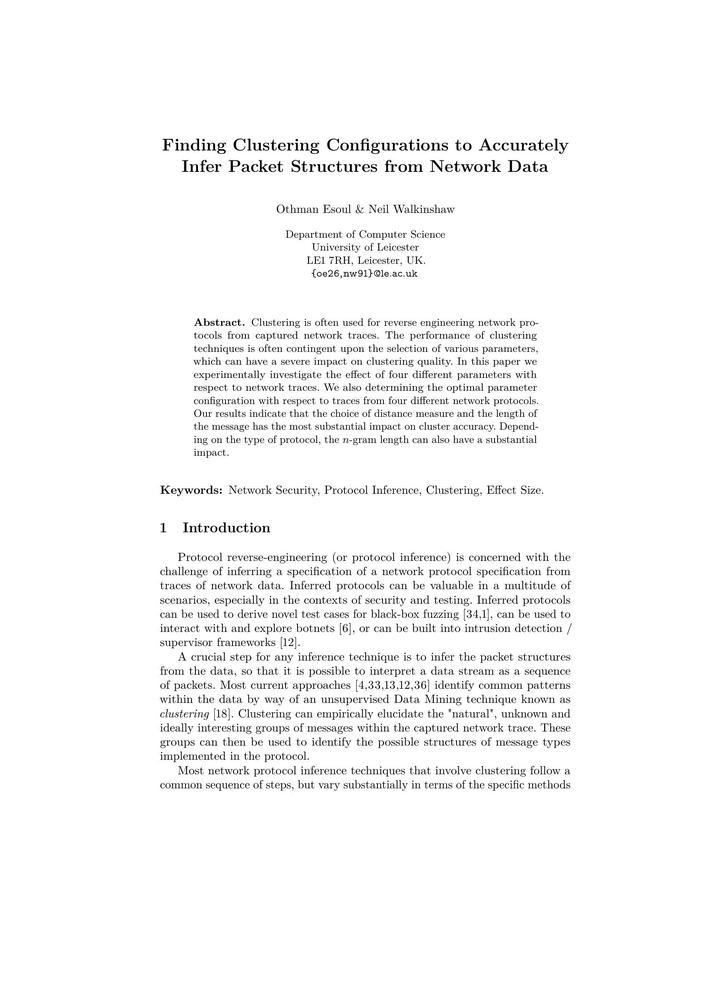 Finding Clustering Configurations to Accurately
Infer Packet Structures from Network Data
Othman Esoul & Neil Walkinshaw
Department of Computer Science
University of Leicester
LE1 7RH, Leicester, UK.
{oe26,nw91}@le.ac.uk
Abstract. Clustering is often used for reverse engineering network pro-
tocols from captured network traces. The performance of clustering
techniques is often contingent upon the selection of various parameters,
which can have a severe impact on clustering quality. In this paper we
experimentally investigate the effect of four different parameters with
respect to network traces. We also determining the optimal parameter
configuration with respect to traces from four different network protocols.
Our results indicate that the choice of distance measure and the length of
the message has the most substantial impact on cluster accuracy. Depend-
ing on the type of protocol, the n-gram length can also have a substantial
impact.
Keywords: Network Security, Protocol Inference, Clustering, Effect Size.
1 Introduction
Protocol reverse-engineering (or protocol inference) is concerned with the
challenge of inferring a specification of a network protocol specification from
traces of network data. Inferred protocols can be valuable in a multitude of
scenarios, especially in the contexts of security and testing. Inferred protocols
can be used to derive novel test cases for black-box fuzzing [34,1], can be used to
interact with and explore botnets [6], or can be built into intrusion detection /
supervisor frameworks [12].
A crucial step for any inference technique is to infer the packet structures
from the data, so that it is possible to interpret a data stream as a sequence
of packets. Most current approaches [4,33,13,12,36] identify common patterns
within the data by way of an unsupervised Data Mining technique known as
clustering [18]. Clustering can empirically elucidate the "natural", unknown and
ideally interesting groups of messages within the captured network trace. These
groups can then be used to identify the possible structures of message types
implemented in the protocol.
Most network protocol inference techniques that involve clustering follow a
common sequence of steps, but vary substantially in terms of the specific methods